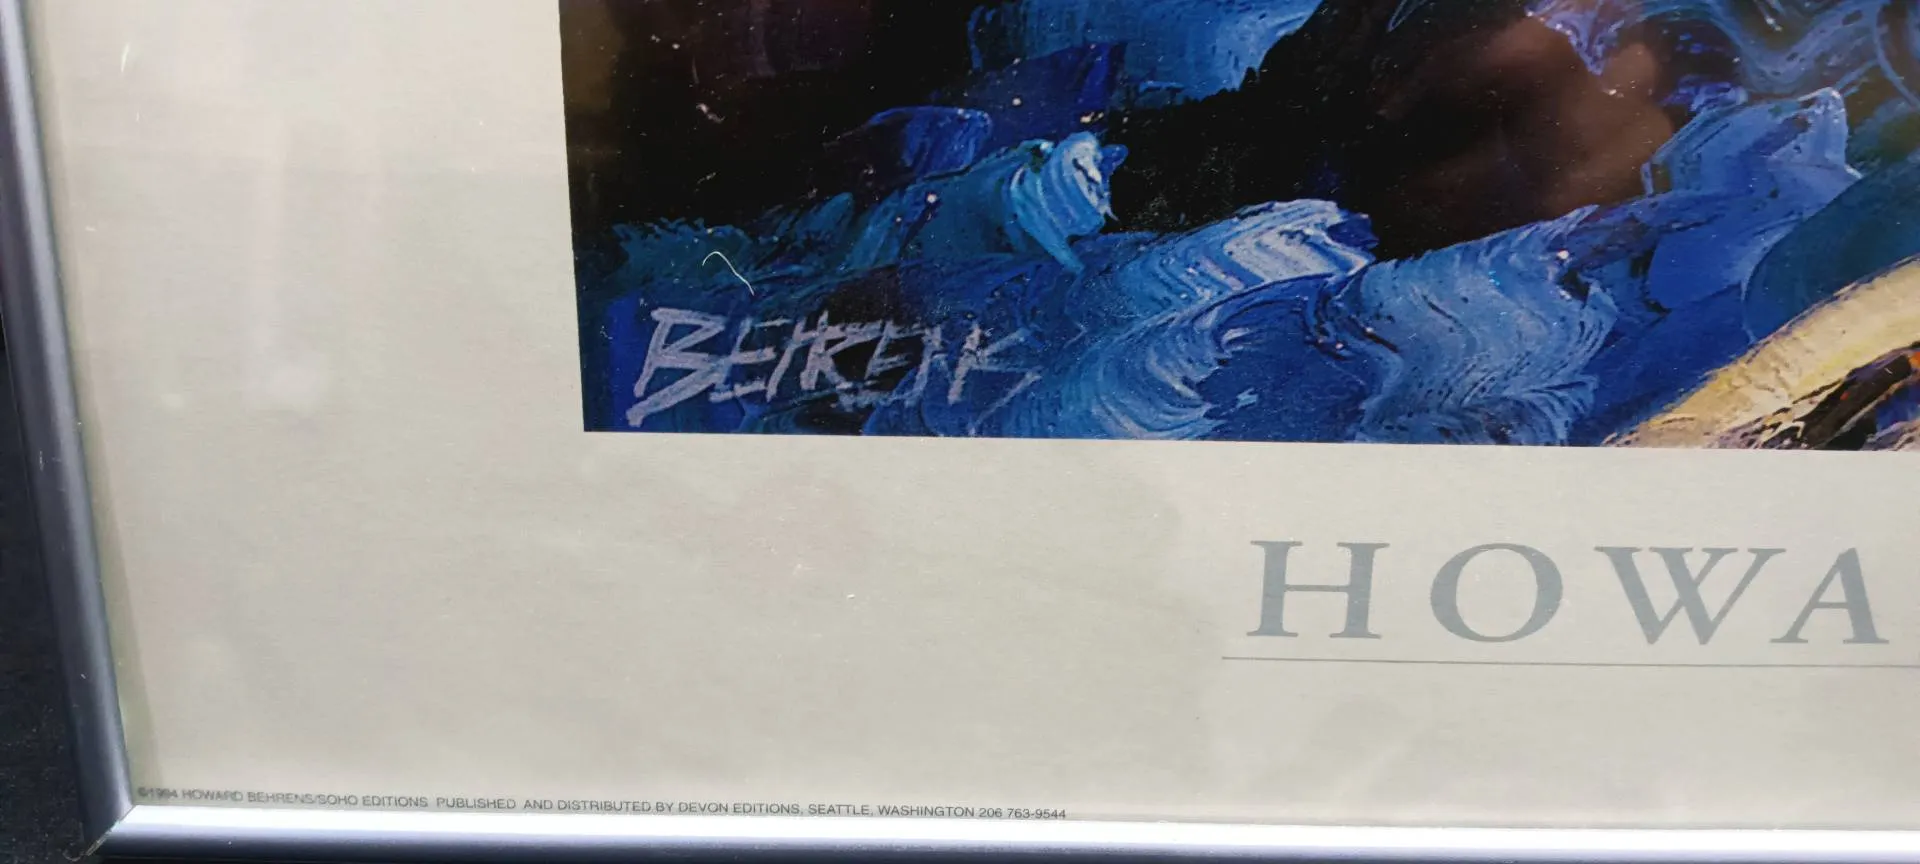 BEHRENS
HOWA
©1994 HOWARD BEHRENS/SOHO EDITIONS PUBLISHED AND DISTRIBUTED BY DEVON EDITIONS, SEATTLE, WASHINGTON 206 763-9544